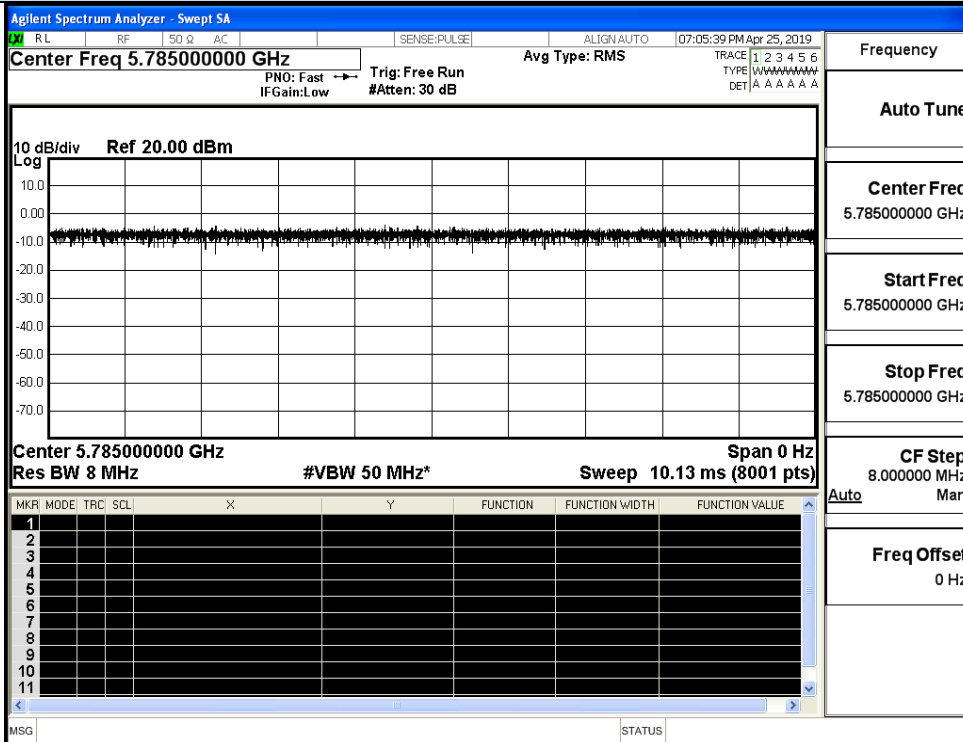 Agilent Spectrum Analyzer - Swept SA
LXI RL RF 50 Ω AC SENSE:PULSE ALIGN AUTO 07:05:39 PM Apr 25, 2019
Center Freq 5.785000000 GHz Avg Type: RMS TRACE 1 2 3 4 5 6
PNO: Fast Trig: Free Run TYPE
IFGain:Low #Atten: 30 dB DET A A A A A A
10 dB/div Ref 20.00 dBm
Log
10.0
0.00
-10.0
-20.0
-30.0
-40.0
-50.0
-60.0
-70.0
Center 5.785000000 GHz Span 0 Hz
Res BW 8 MHz #VBW 50 MHz* Sweep 10.13 ms (8001 pts)
MKR MODE TRC SCL X Y FUNCTION FUNCTION WIDTH FUNCTION VALUE
1
2
3
4
5
6
7
8
9
10
11
MSG STATUS
Frequency
Auto Tune
Center Freq
5.785000000 GHz
Start Freq
5.785000000 GHz
Stop Freq
5.785000000 GHz
CF Step
8.000000 MHz
Auto Man
Freq Offset
0 Hz